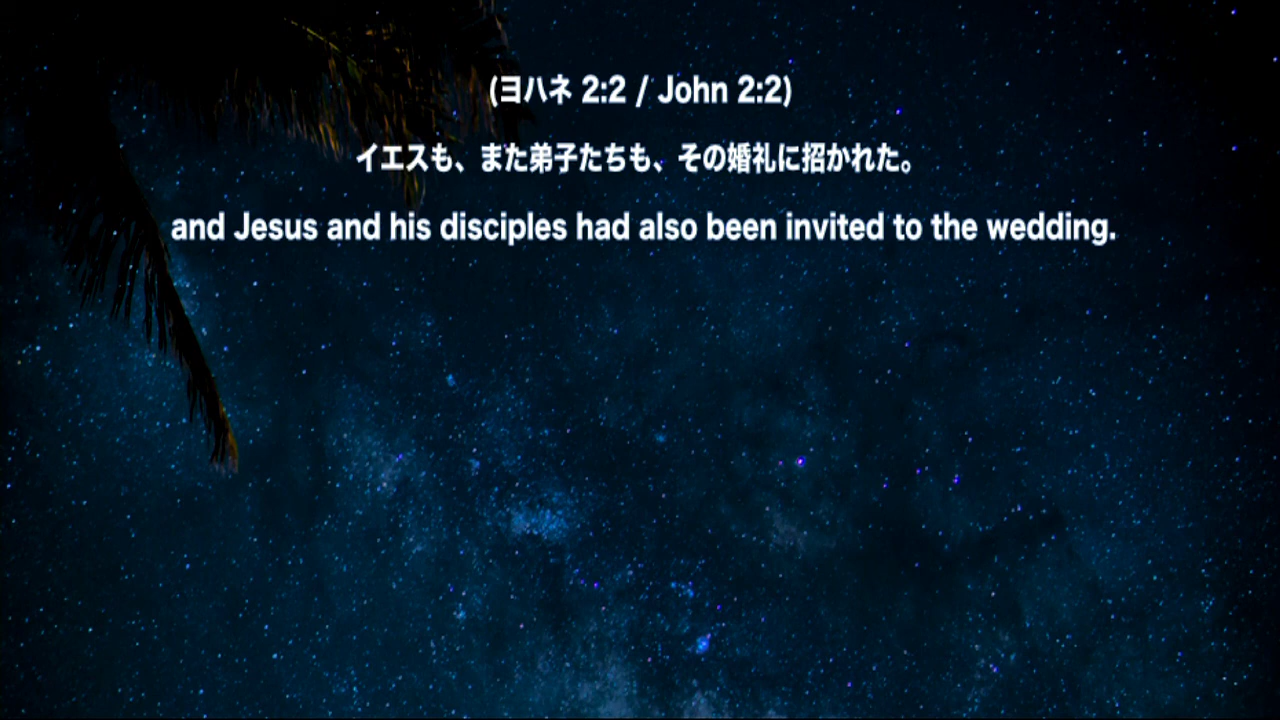 (ヨハネ 2:2 / John 2:2)
イエスも、また弟子たちも、その婚礼に招かれた。
and Jesus and his disciples had also been invited to the wedding.